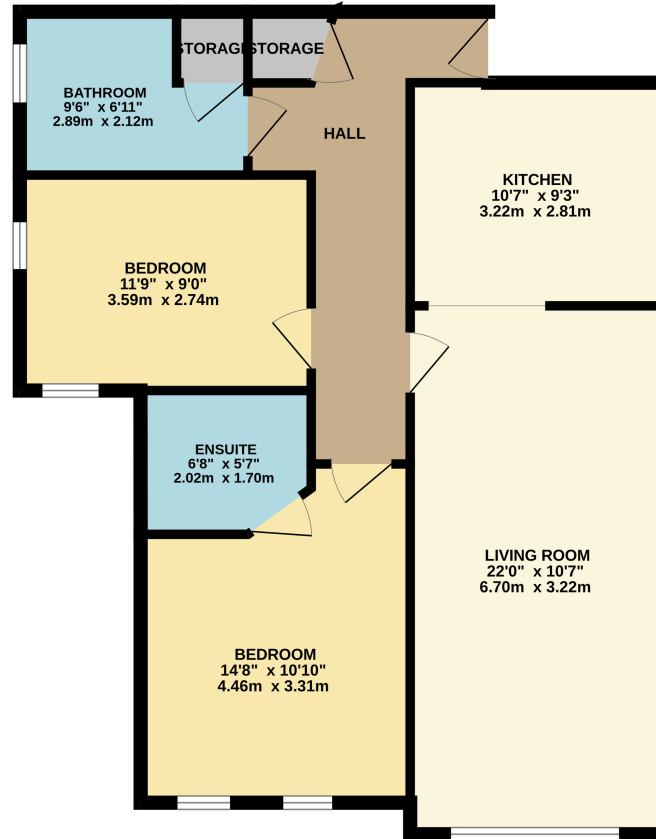 STORAGE
STORAGE
BATHROOM
9'6" x 6'11"
2.89m x 2.12m
HALL
KITCHEN
10'7" x 9'3"
3.22m x 2.81m
BEDROOM
11'9" x 9'0"
3.59m x 2.74m
ENSUITE
6'8" x 5'7"
2.02m x 1.70m
LIVING ROOM
22'0" x 10'7"
6.70m x 3.22m
BEDROOM
14'8" x 10'10"
4.46m x 3.31m